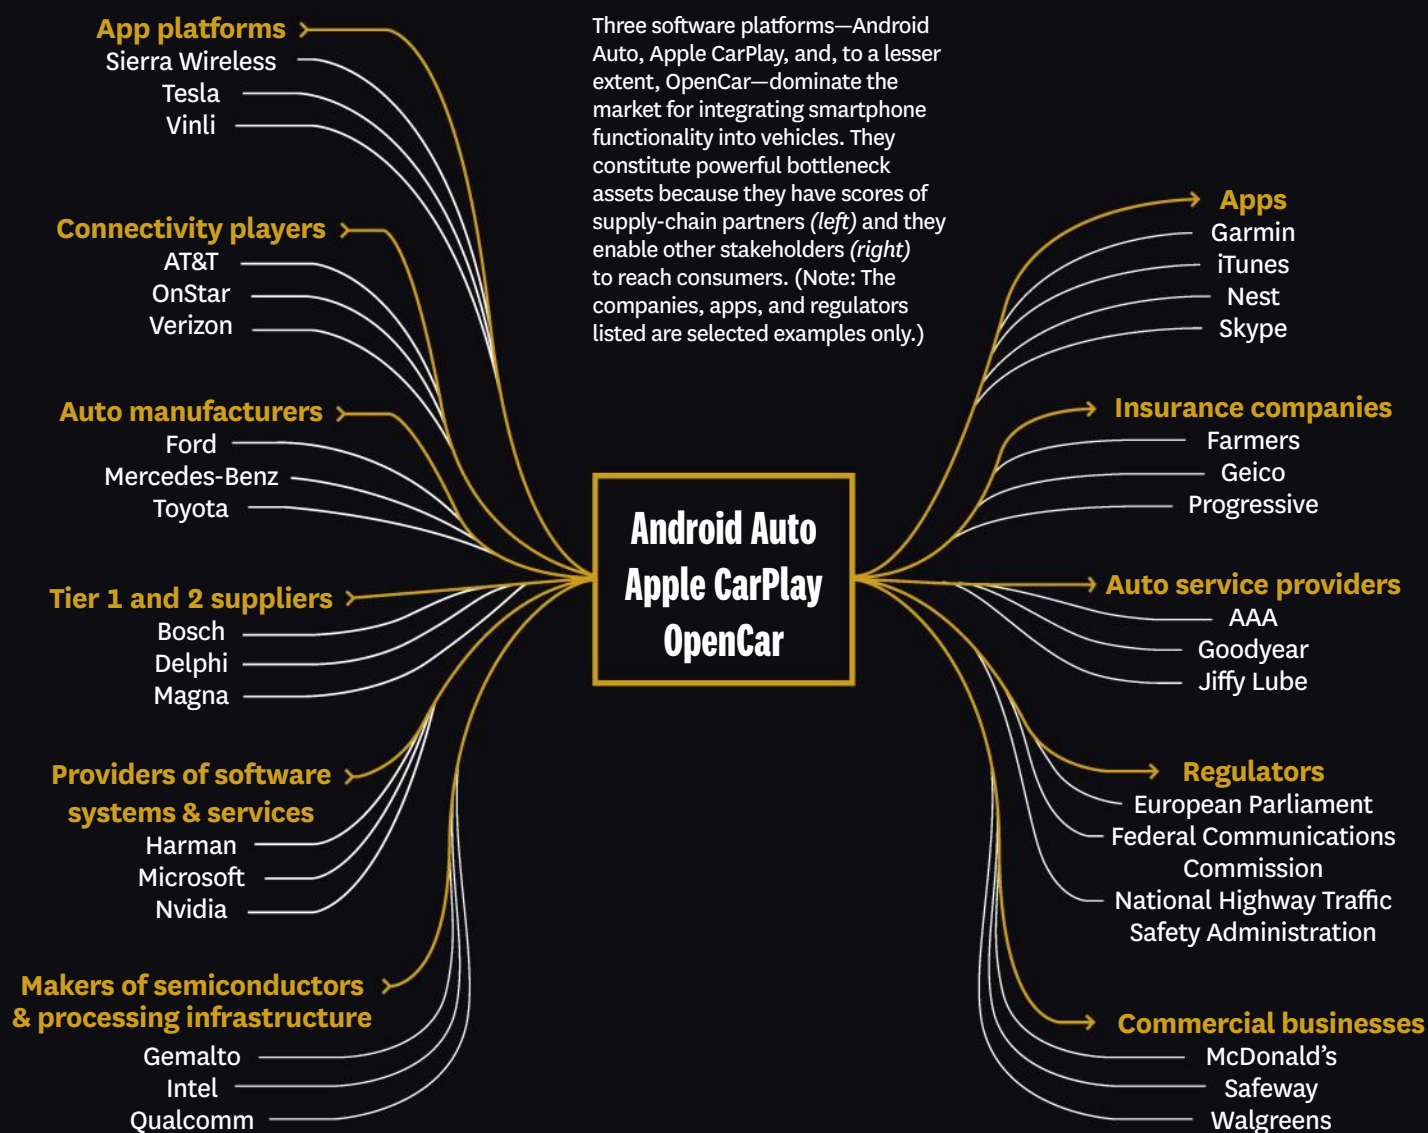 App platforms
Sierra Wireless
Tesla
Vinli
Connectivity players
AT&T
OnStar
Verizon
Auto manufacturers
Ford
Mercedes-Benz
Toyota
Tier 1 and 2 suppliers
Bosch
Delphi
Magna
Providers of software
systems & services
Harman
Microsoft
Nvidia
Makers of semiconductors
& processing infrastructure
Gemalto
Intel
Qualcomm
Three software platforms—Android
Auto, Apple CarPlay, and, to a lesser
extent, OpenCar—dominate the
market for integrating smartphone
functionality into vehicles. They
constitute powerful bottleneck
assets because they have scores of
supply-chain partners (left) and they
enable other stakeholders (right)
to reach consumers. (Note: The
companies, apps, and regulators
listed are selected examples only.)
Android Auto
Apple CarPlay
OpenCar
Apps
Garmin
iTunes
Nest
Skype
Insurance companies
Farmers
Geico
Progressive
Auto service providers
AAA
Goodyear
Jiffy Lube
Regulators
European Parliament
Federal Communications
Commission
National Highway Traffic
Safety Administration
Commercial businesses
McDonald’s
Safeway
Walgreens